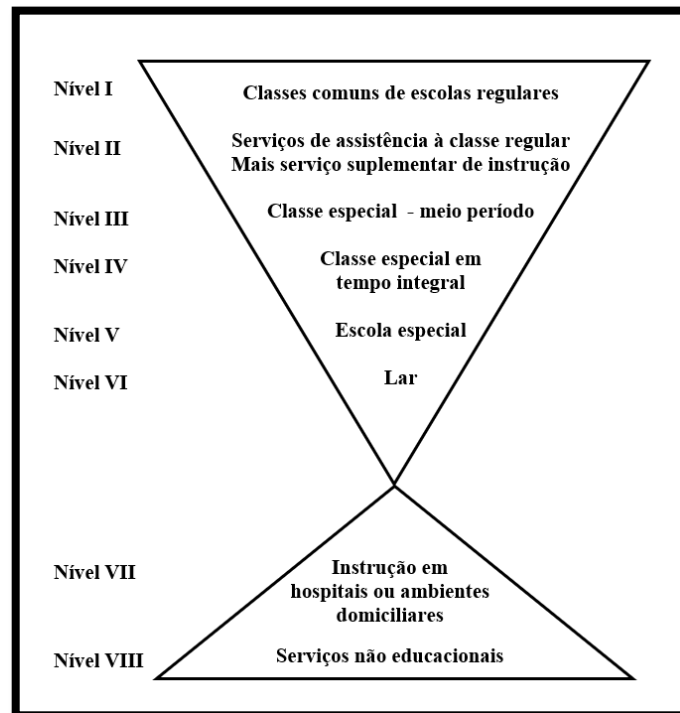 Nível I
Classes comuns de escolas regulares
Nível II
Serviços de assistência à classe regular
Mais serviço suplementar de instrução
Nível III
Classe especial - meio período
Nível IV
Classe especial em
tempo integral
Nível V
Escola especial
Nível VI
Lar
Nível VII
Instrução em
hospitais ou ambientes
domiciliares
Nível VIII
Serviços não educacionais